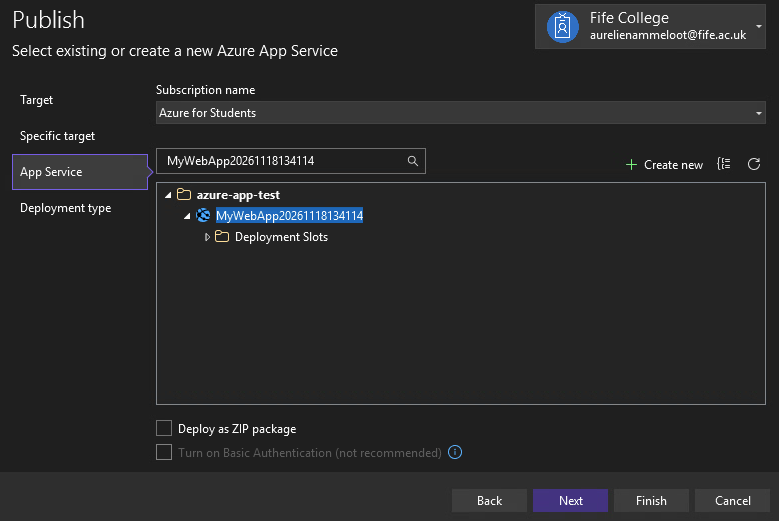 Publish
Select existing or create a new Azure App Service
Fife College
aurelienammeloot@fife.ac.uk
Target
Specific target
App Service
Deployment type
Subscription name
Azure for Students
MyWebApp20261118134114
Create new
azure-app-test
MyWebApp20261118134114
Deployment Slots
Deploy as ZIP package
Turn on Basic Authentication (not recommended)
Back
Next
Finish
Cancel